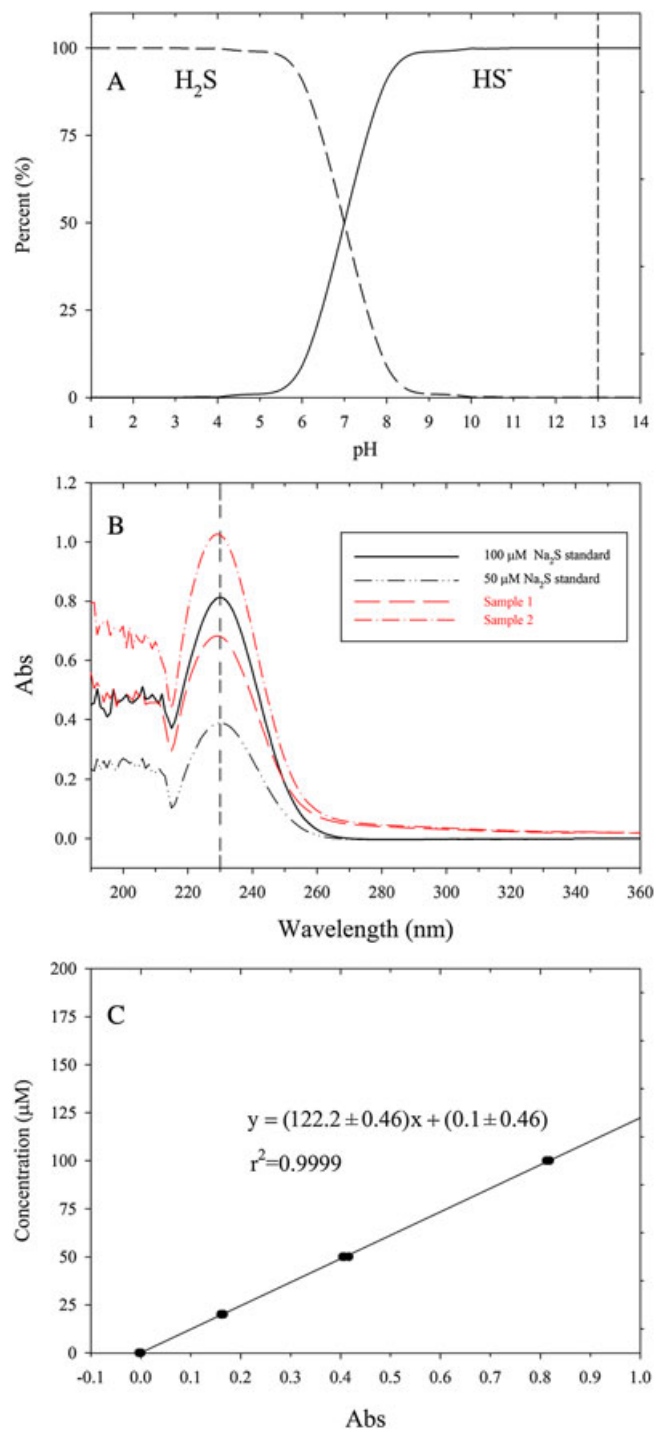 A
H₂S
HS⁻
Percent (%)
100
75
50
25
0
1 2 3 4 5 6 7 8 9 10 11 12 13 14
pH
B
100 µM Na₂S standard
50 µM Na₂S standard
Sample 1
Sample 2
Abs
1.2
1.0
0.8
0.6
0.4
0.2
0.0
200 220 240 260 280 300 320 340 360
Wavelength (nm)
C
Concentration (µM)
200
175
150
125
100
75
50
25
0
y = (122.2 ± 0.46)x + (0.1 ± 0.46)
r²=0.9999
-0.1 0.0 0.1 0.2 0.3 0.4 0.5 0.6 0.7 0.8 0.9 1.0
Abs